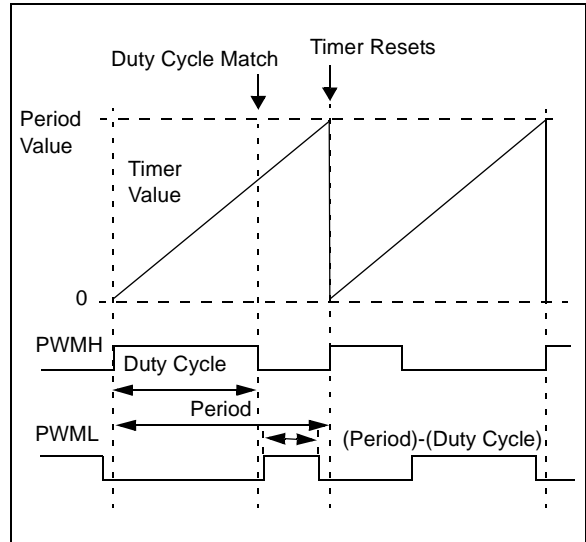 Timer Resets
Duty Cycle Match
Period
Value
Timer
Value
0
PWMH
Duty Cycle
Period
PWML
(Period)-(Duty Cycle)